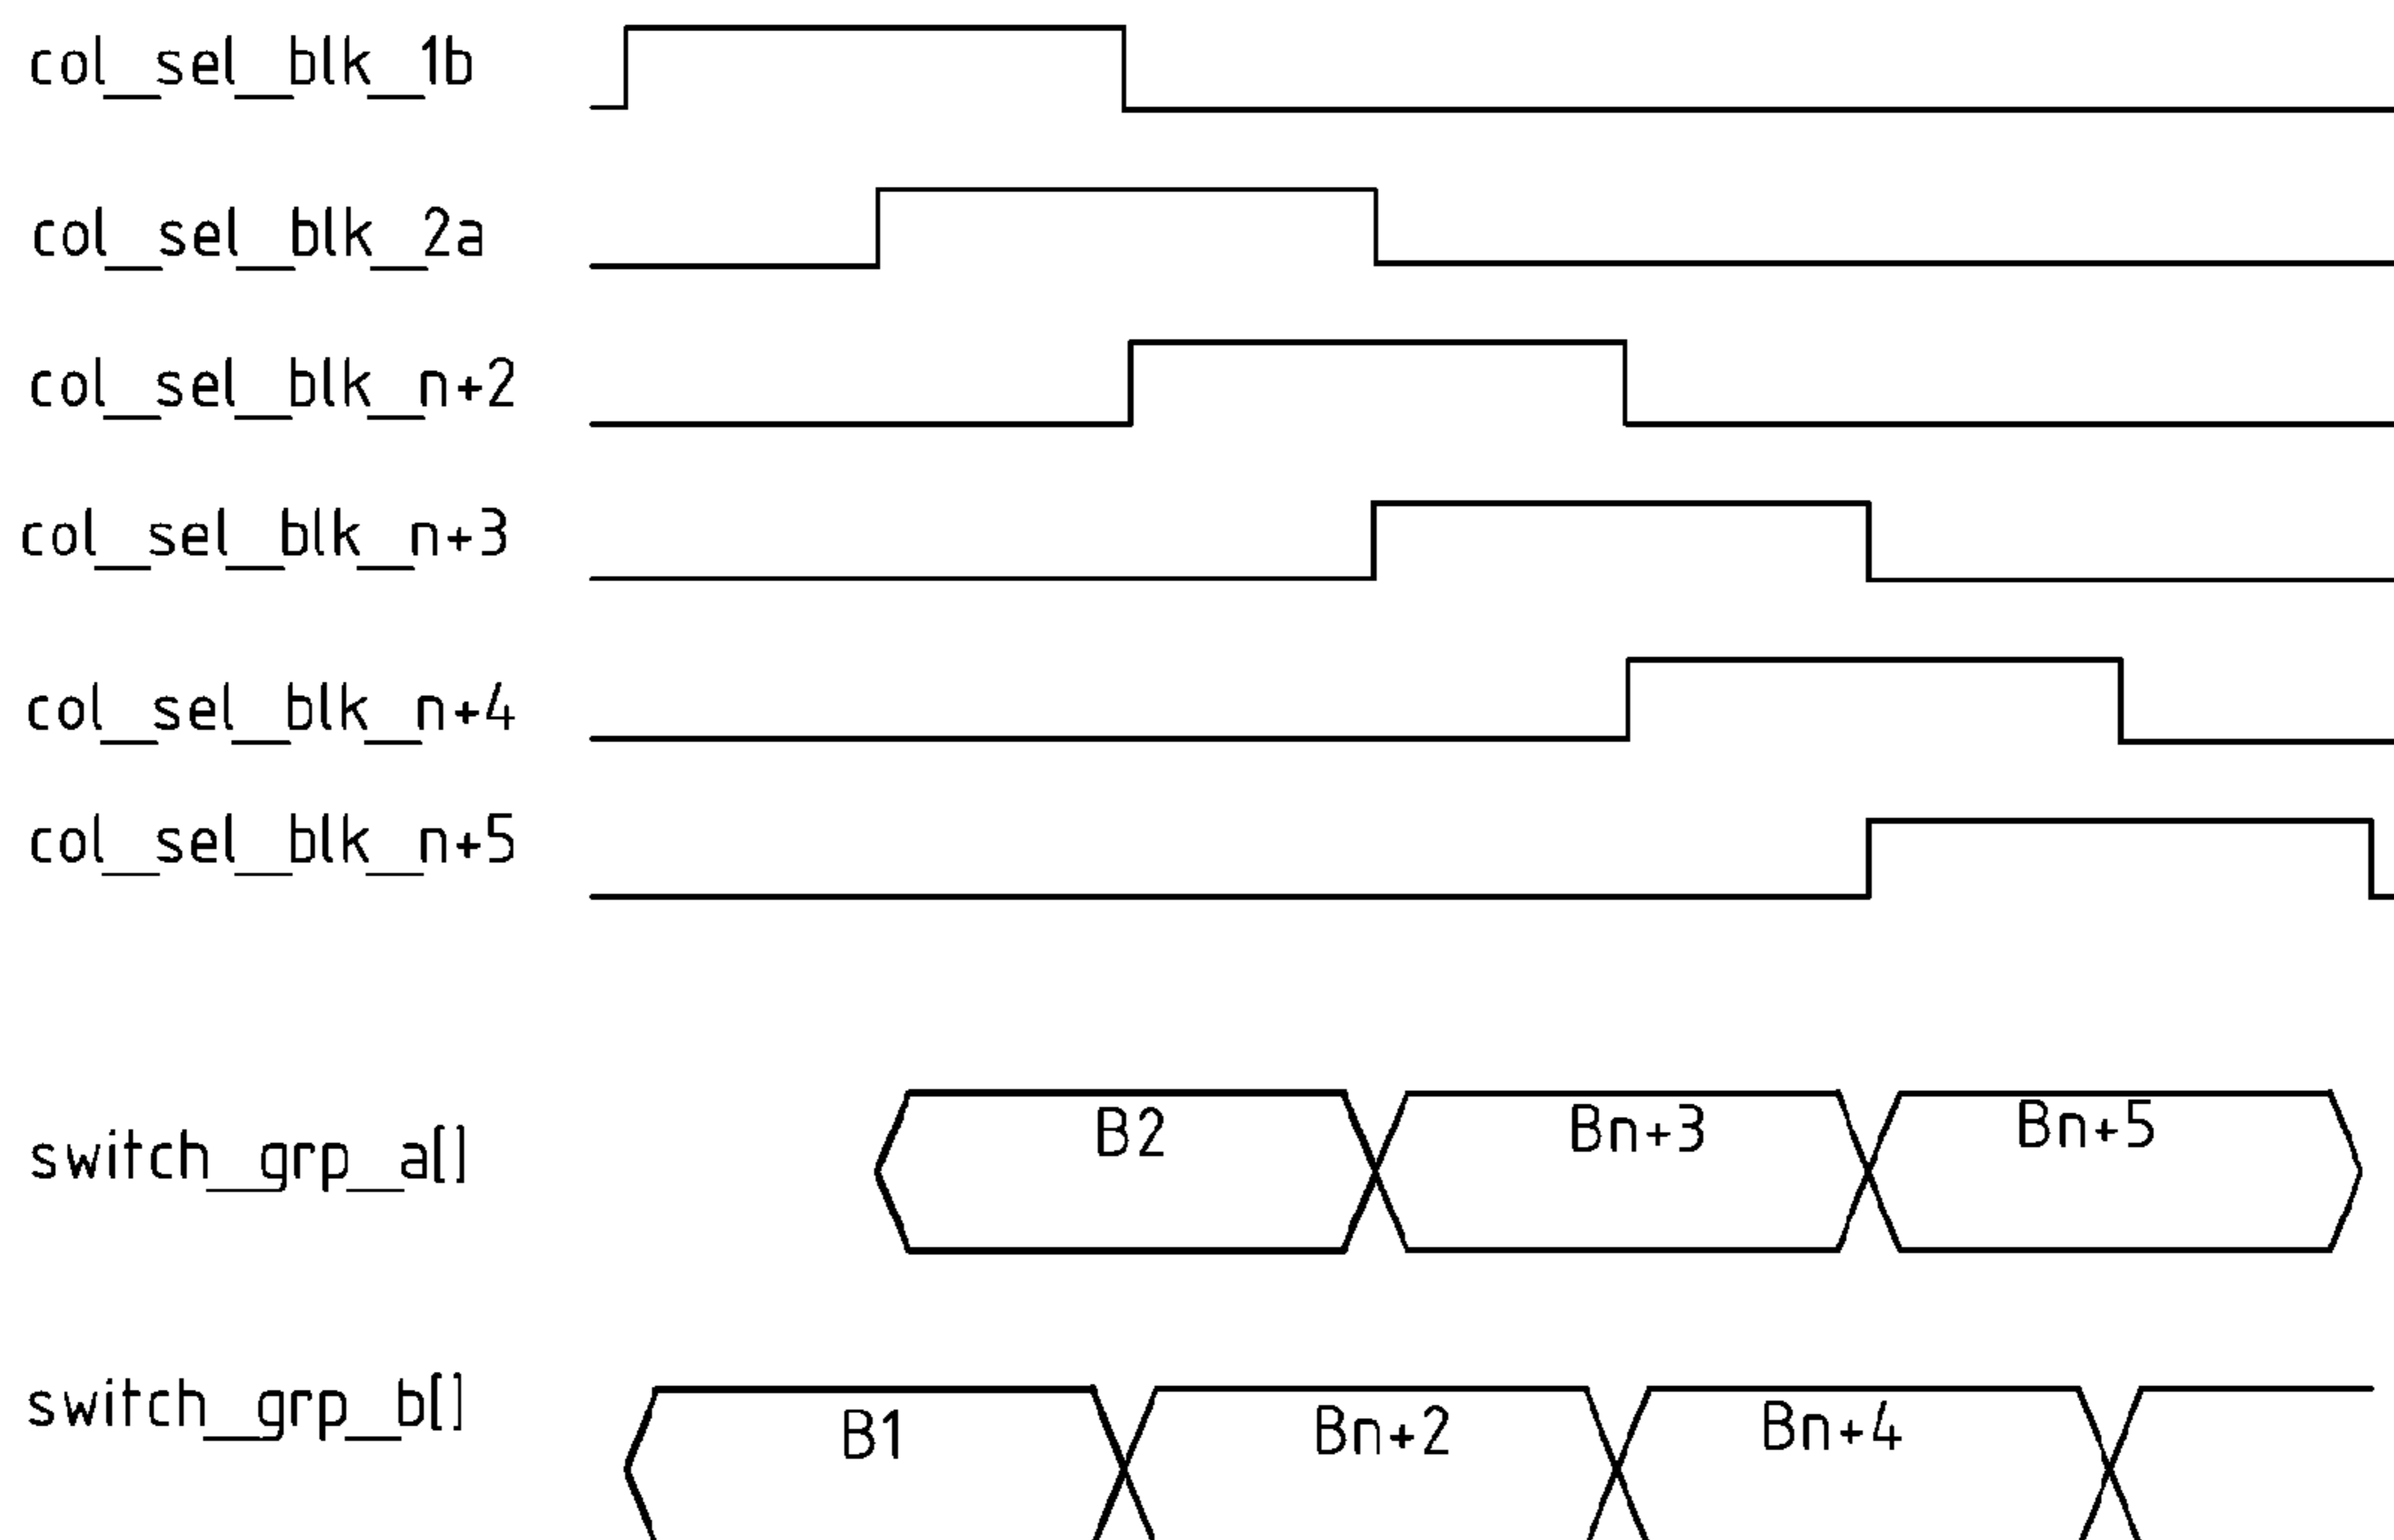 col_sel_blk_1b
col_sel_blk_2a
col_sel_blk_n+2
col_sel_blk_n+3
col_sel_blk_n+4
col_sel_blk_n+5
switch_grp_a[] B2 Bn+3 Bn+5
switch_grp_b[] B1 Bn+2 Bn+4